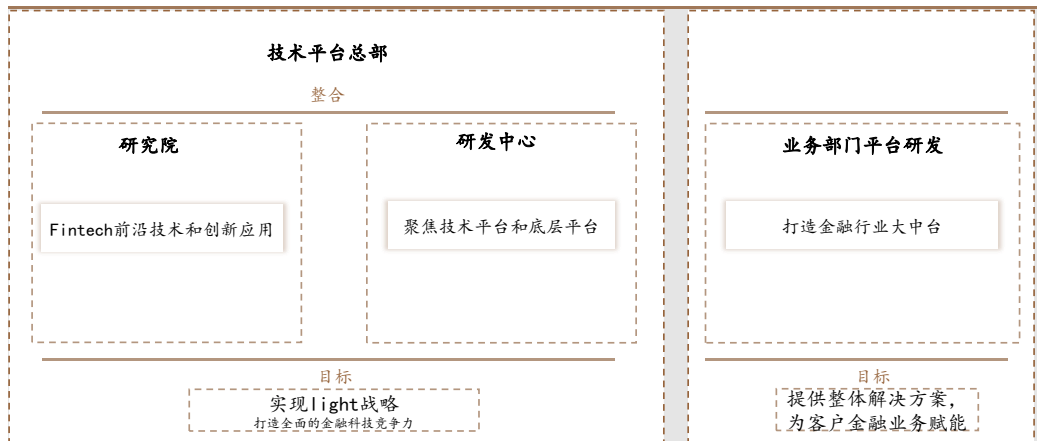 技术平台总部
整合
研究院
研发中心
业务部门平台研发
Fintech前沿技术和创新应用
聚焦技术平台和底层平台
打造金融行业大中台
目标
目标
实现light战略
打造全面的金融科技竞争力
提供整体解决方案，
为客户金融业务赋能